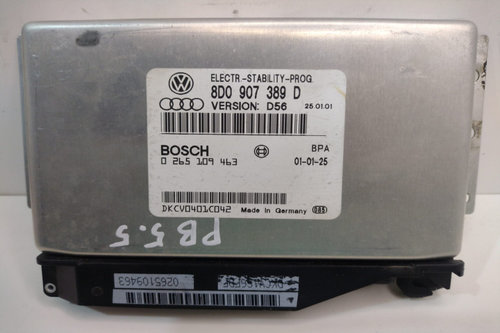 ELECTR.-STABILITY-PROG.
8D0 907 389 D
VERSION: D56 25.01.01
BOSCH BPA
0 265 109 463 01-01-25
DKCV0401C042 Made in Germany
PB 5.5
0265109463